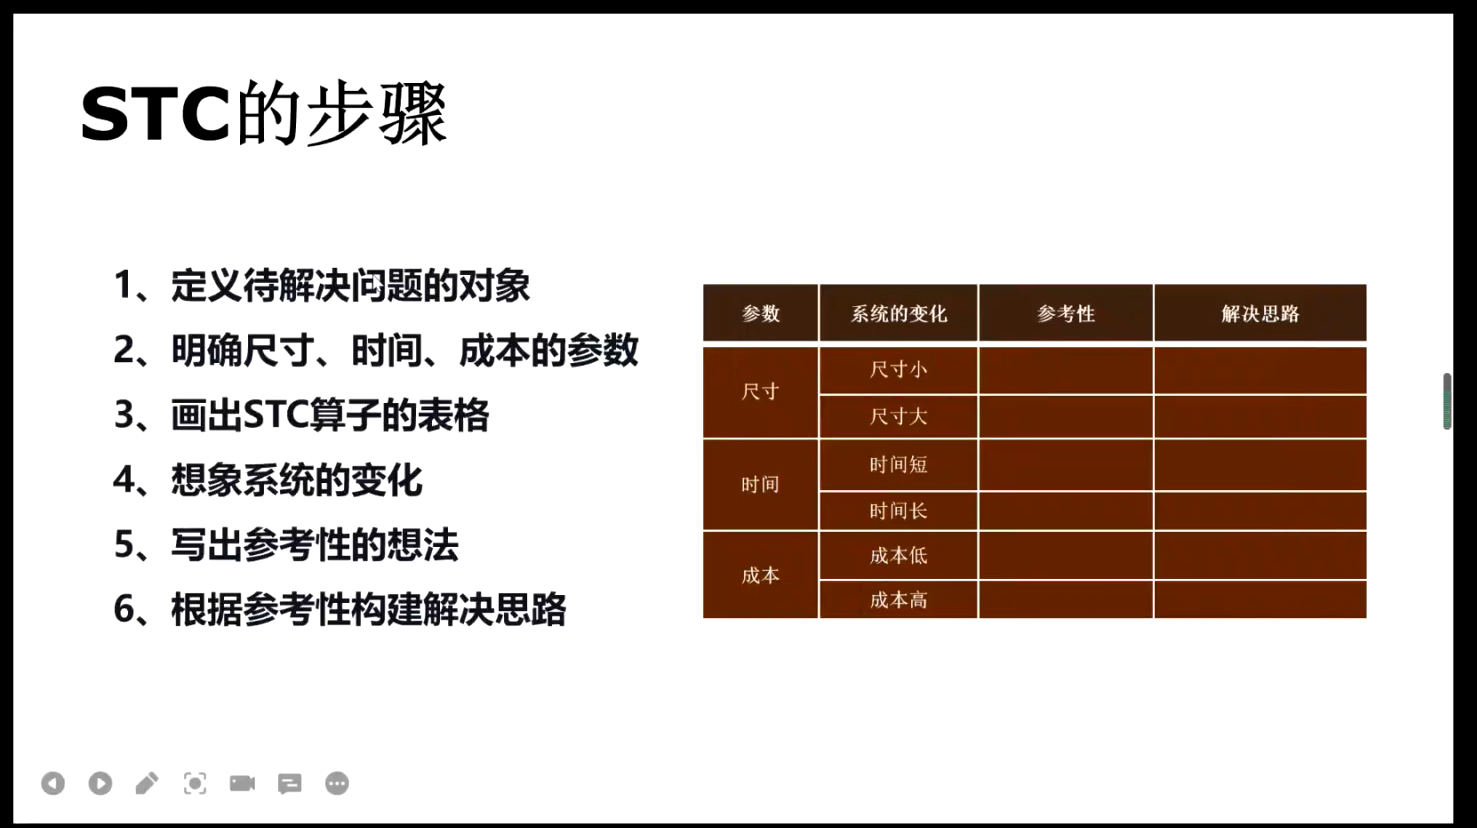 STC的步骤
1、定义待解决问题的对象
2、明确尺寸、时间、成本的参数
3、画出STC算子的表格
4、想象系统的变化
5、写出参考性的想法
6、根据参考性构建解决思路
参数 系统的变化 参考性 解决思路
尺寸
尺寸小
尺寸大
时间
时间短
时间长
成本
成本低
成本高